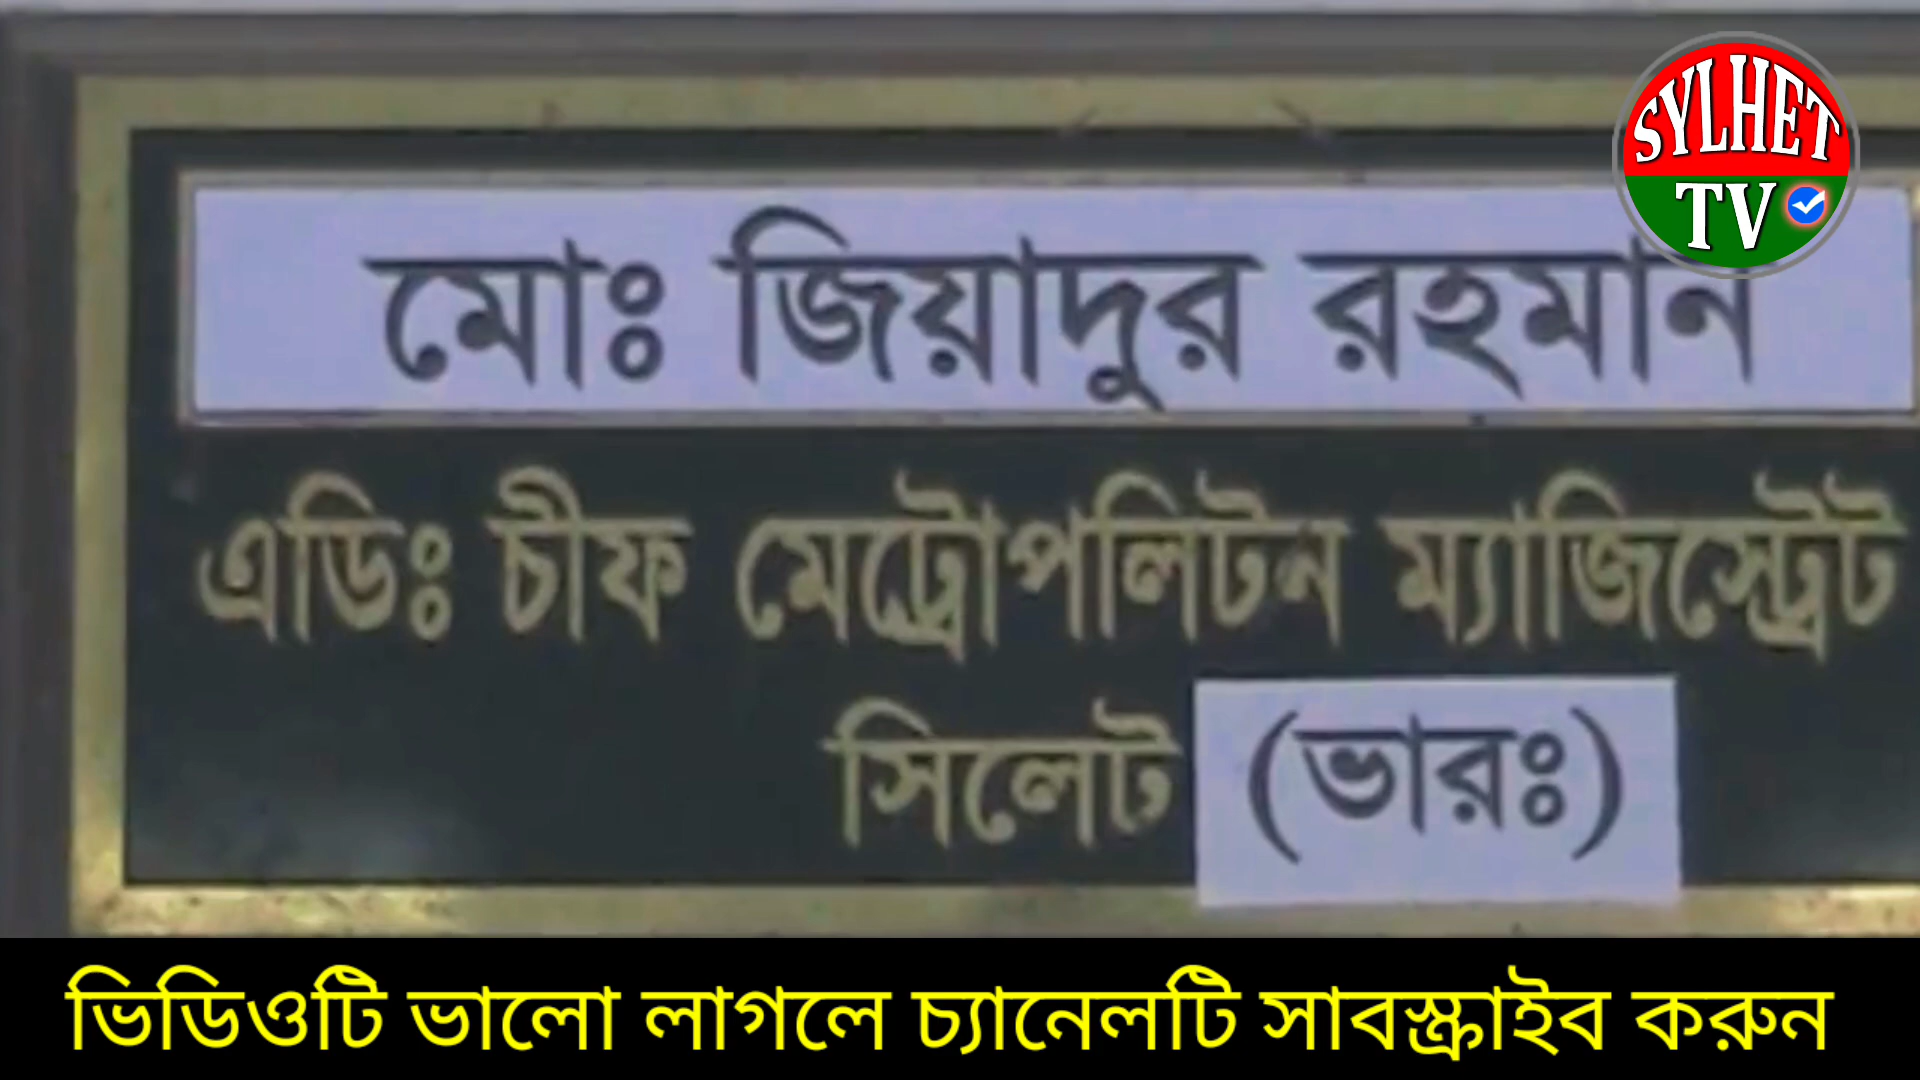 SYLHET
TV
মোঃ জিয়াদুর রহমান
এডিঃ চীফ মেট্রোপলিটন ম্যাজিস্ট্রেট
সিলেট (ভারঃ)
ভিডিওটি ভালো লাগলে চ্যানেলটি সাবস্ক্রাইব করুন